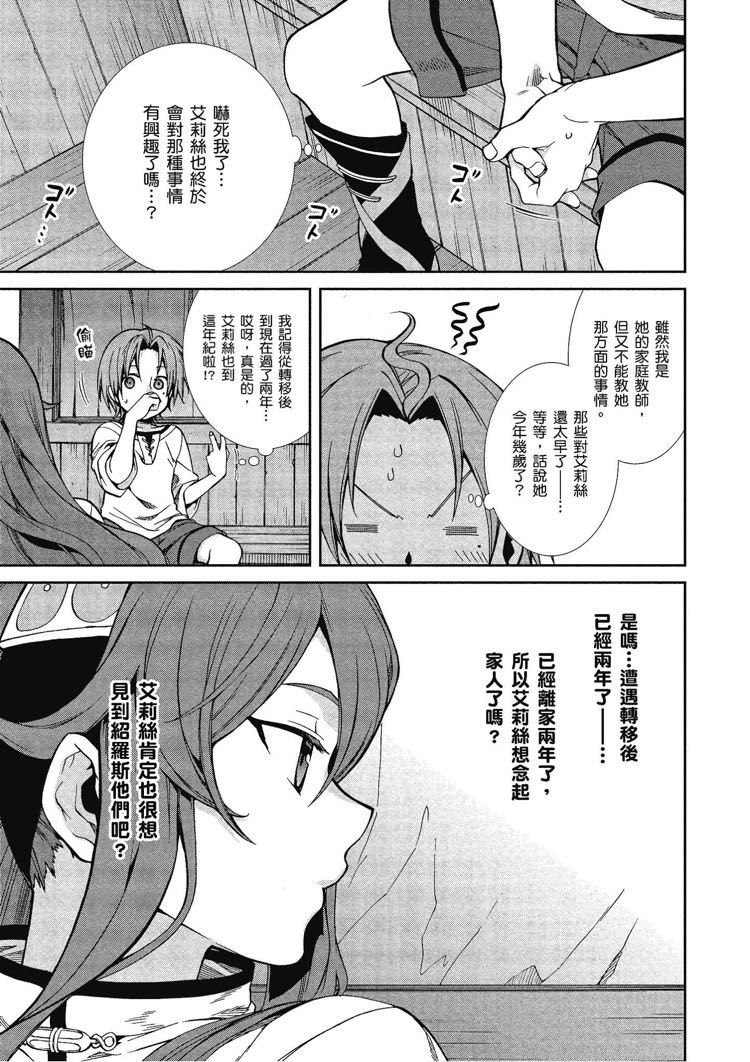 嚇死我了…
艾莉絲也終於
會對那種事情
有興趣了嗎…？
ゴトン
ゴトン…
雖然我是
她的家庭教師，
但又不能教她
那方面的事情。
那些對艾莉絲
還太早了——…
等等，話說她
今年幾歲了？
我記得從轉移後
到現在過了兩年…
哎呀，真是的，
艾莉絲也到
這年紀啦!?
偷瞄
是嗎…遭遇轉移後
已經兩年了——…
已經離家兩年了，
所以艾莉絲想念起
家人了嗎？
艾莉絲肯定也很想
見到紹羅斯他們吧？